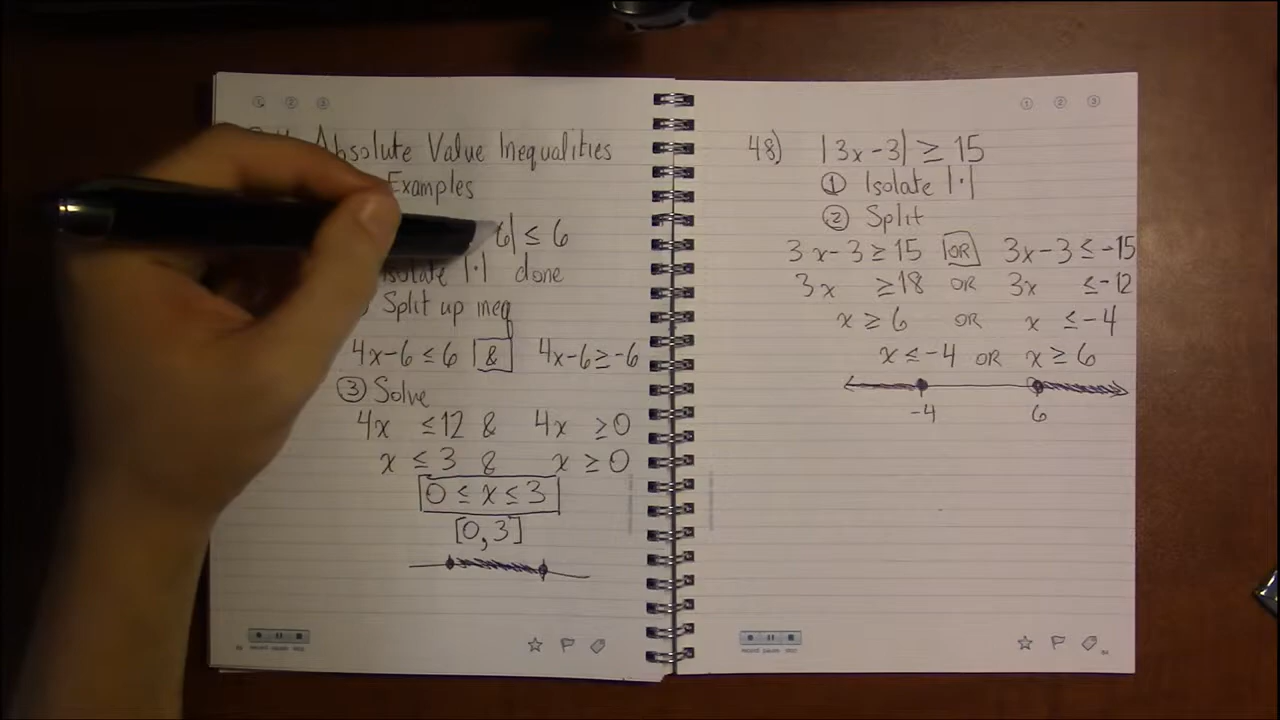 Absolute Value Inequalities
Examples
6| ≤ 6
Isolate |·| done
Split up ineq
4x-6 ≤ 6 & 4x-6 ≥ -6
③ Solve
4x ≤ 12 & 4x ≥ 0
x ≤ 3 & x ≥ 0
0 ≤ x ≤ 3
[0,3]
48) |3x-3| ≥ 15
① Isolate |·|
② Split
3x-3 ≥ 15 OR 3x-3 ≤ -15
3x ≥ 18 OR 3x ≤ -12
x ≥ 6 OR x ≤ -4
x ≤ -4 OR x ≥ 6
-4 6